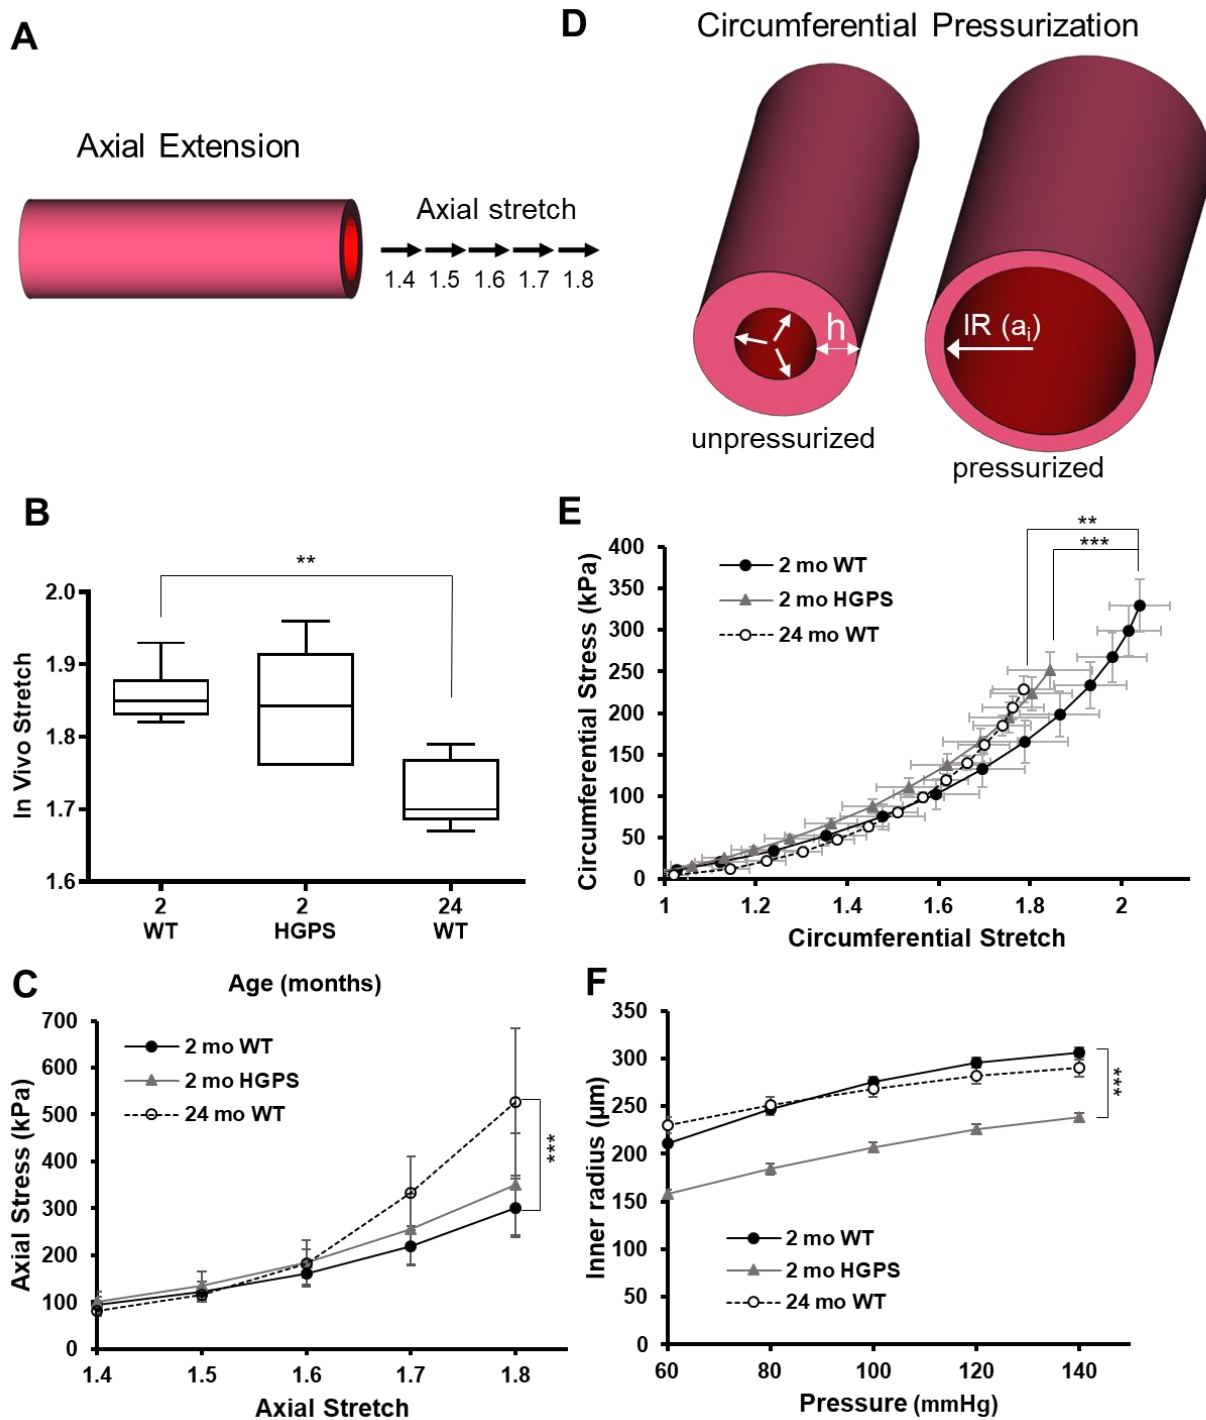 A
Axial Extension
Axial stretch
1.4 1.5 1.6 1.7 1.8
D
Circumferential Pressurization
h
IR (ai)
unpressurized
pressurized
B
**
In Vivo Stretch
2.0
1.9
1.8
1.7
1.6
2 2 24
WT HGPS WT
Age (months)
E
**
***
Circumferential Stress (kPa)
400
350
300
250
200
150
100
50
0
2 mo WT
2 mo HGPS
24 mo WT
1 1.2 1.4 1.6 1.8 2
Circumferential Stretch
C
Axial Stress (kPa)
700
600
500
400
300
200
100
0
2 mo WT
2 mo HGPS
24 mo WT
***
1.4 1.5 1.6 1.7 1.8
Axial Stretch
F
Inner radius (µm)
350
300
250
200
150
100
50
0
***
2 mo WT
2 mo HGPS
24 mo WT
60 80 100 120 140
Pressure (mmHg)